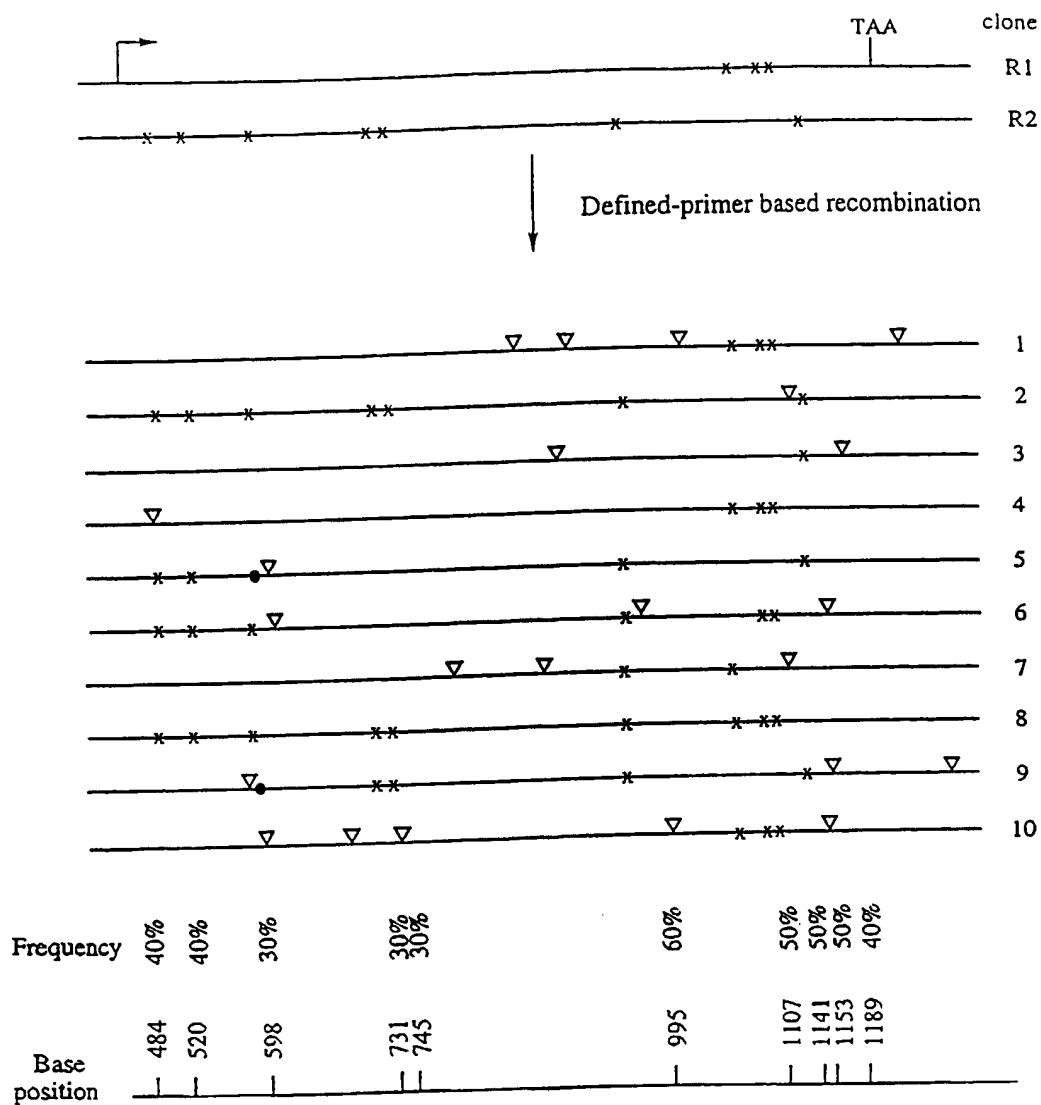 clone
TAA
R1
R2
Defined-primer based recombination
1
2
3
4
5
6
7
8
9
10
Frequency 40% 40% 30% 30% 30% 60% 50% 50% 50% 40%
484 520 598 731 745 995 1107 1141 1153 1189
Base
position